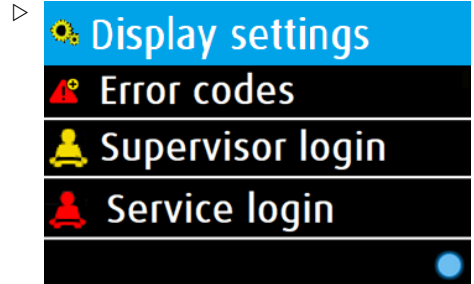 Display settings
Error codes
Supervisor login
Service login